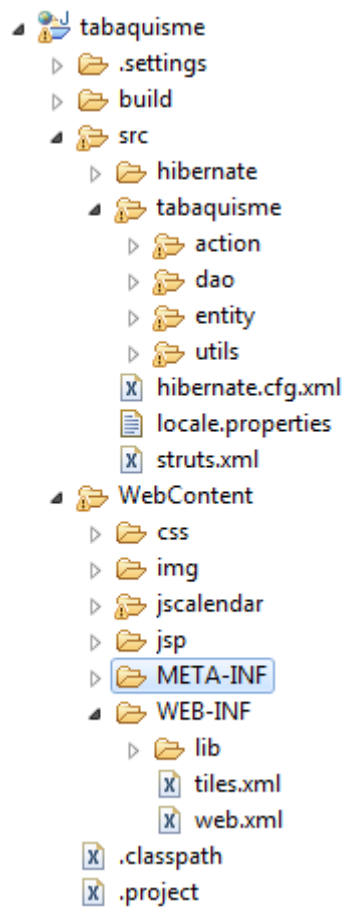 tabaquisme
.settings
build
src
hibernate
tabaquisme
action
dao
entity
utils
hibernate.cfg.xml
locale.properties
struts.xml
WebContent
css
img
jscalendar
jsp
META-INF
WEB-INF
lib
tiles.xml
web.xml
.classpath
.project